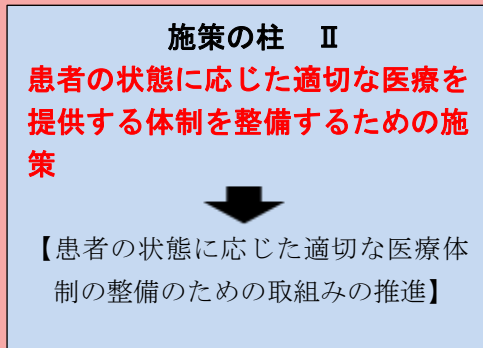 施策の柱　Ⅱ
患者の状態に応じた適切な医療を
提供する体制を整備するための施
策
【患者の状態に応じた適切な医療体
制の整備のための取組みの推進】